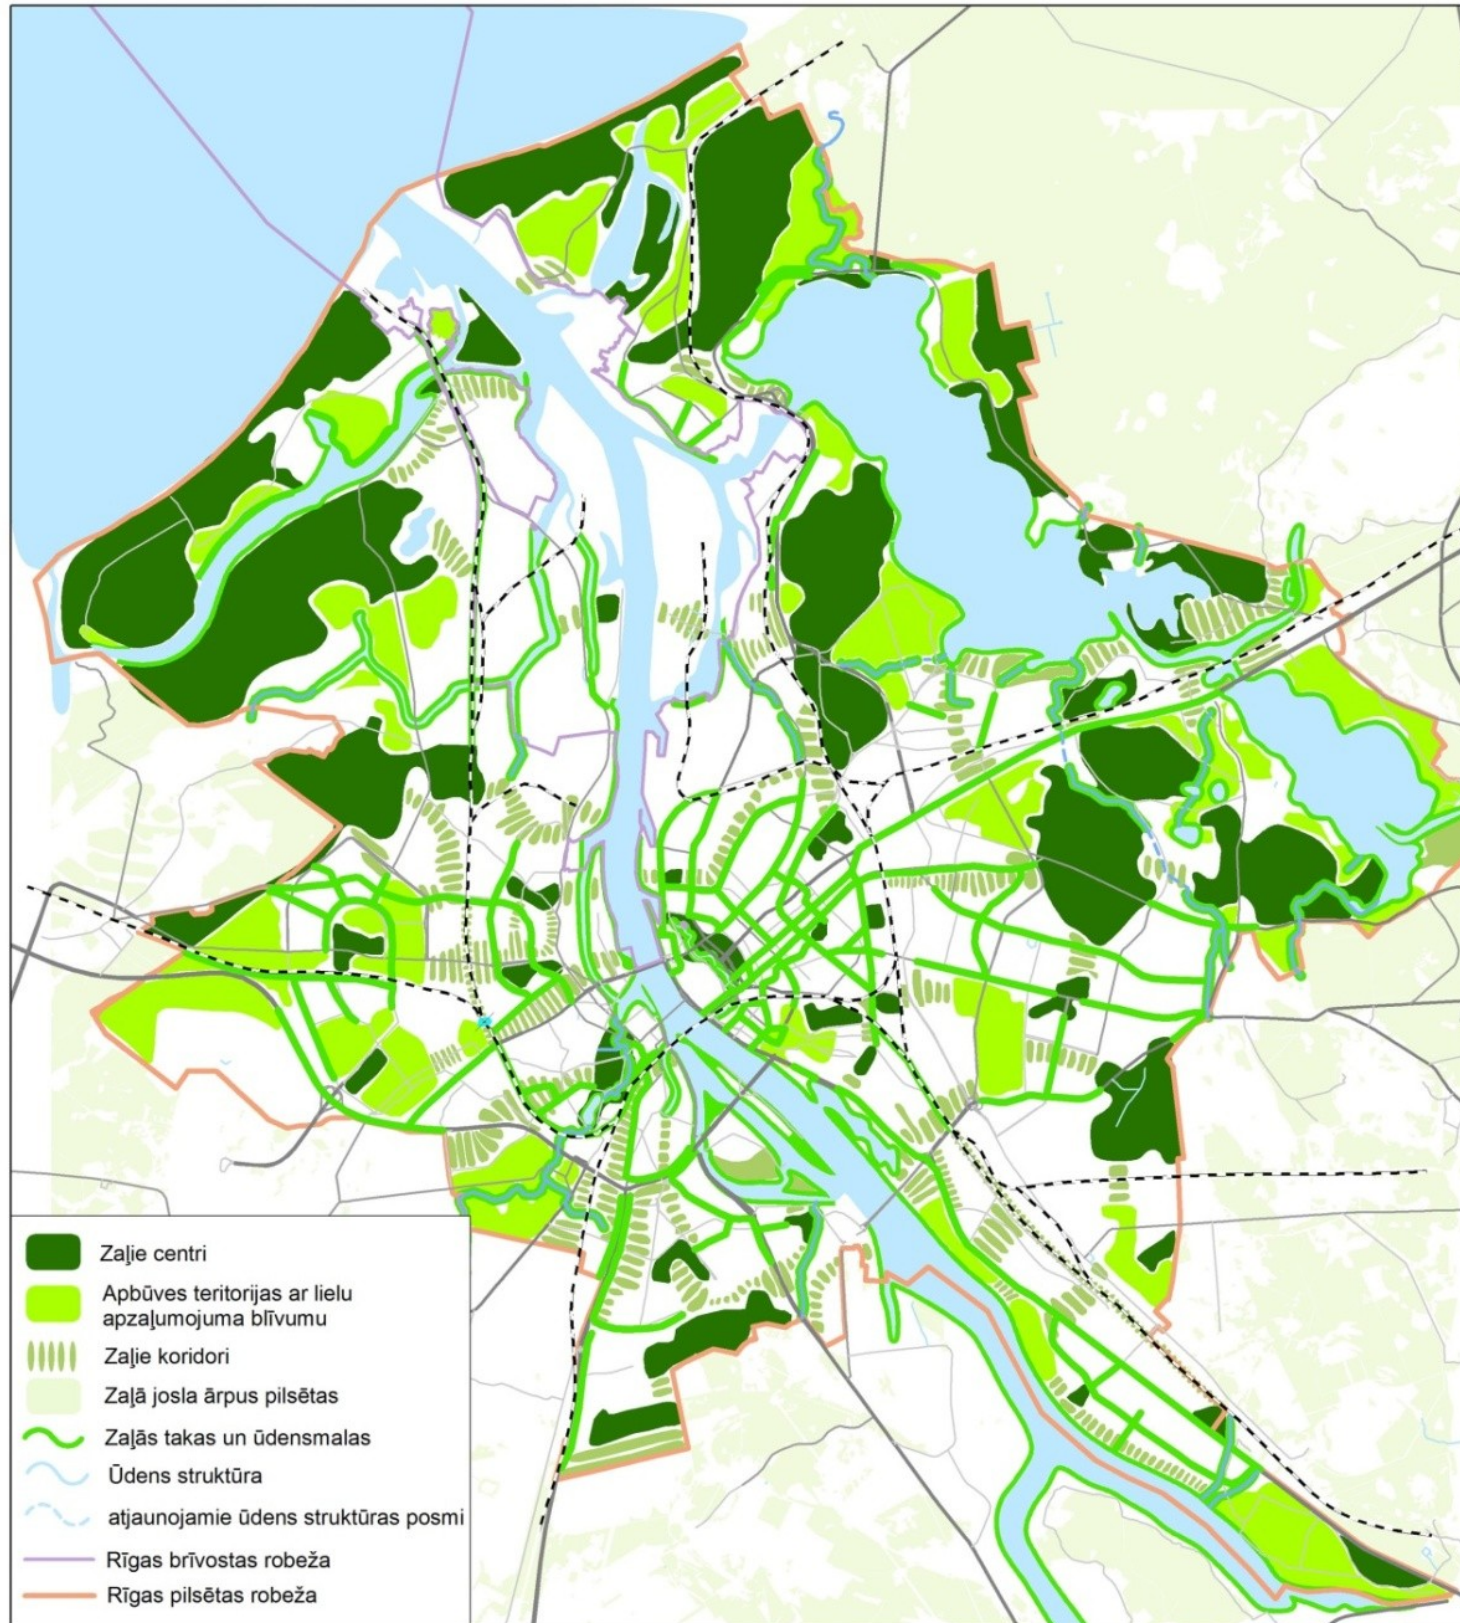 Zaļie centri
Apbūves teritorijas ar lielu
apzaļumojuma blīvumu
Zaļie koridori
Zaļā josla ārpus pilsētas
Zaļās takas un ūdensmalas
Ūdens struktūra
atjaunojamie ūdens struktūras posmi
Rīgas brīvostas robeža
Rīgas pilsētas robeža